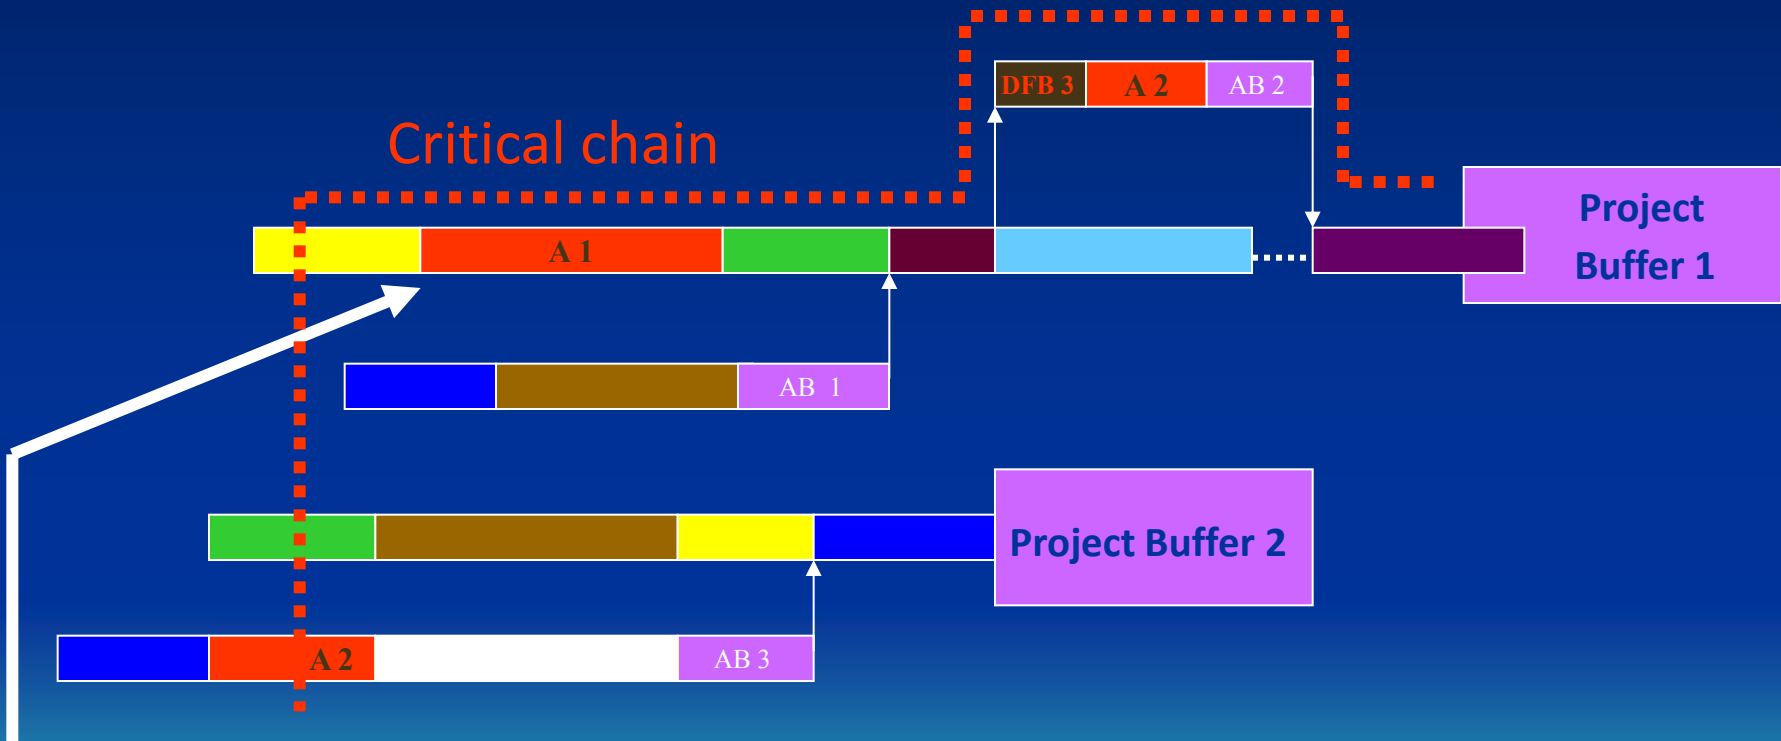 DFB 3
A 2
AB 2
Critical chain
Project
Buffer 1
A 1
AB 1
Project Buffer 2
A 2
AB 3